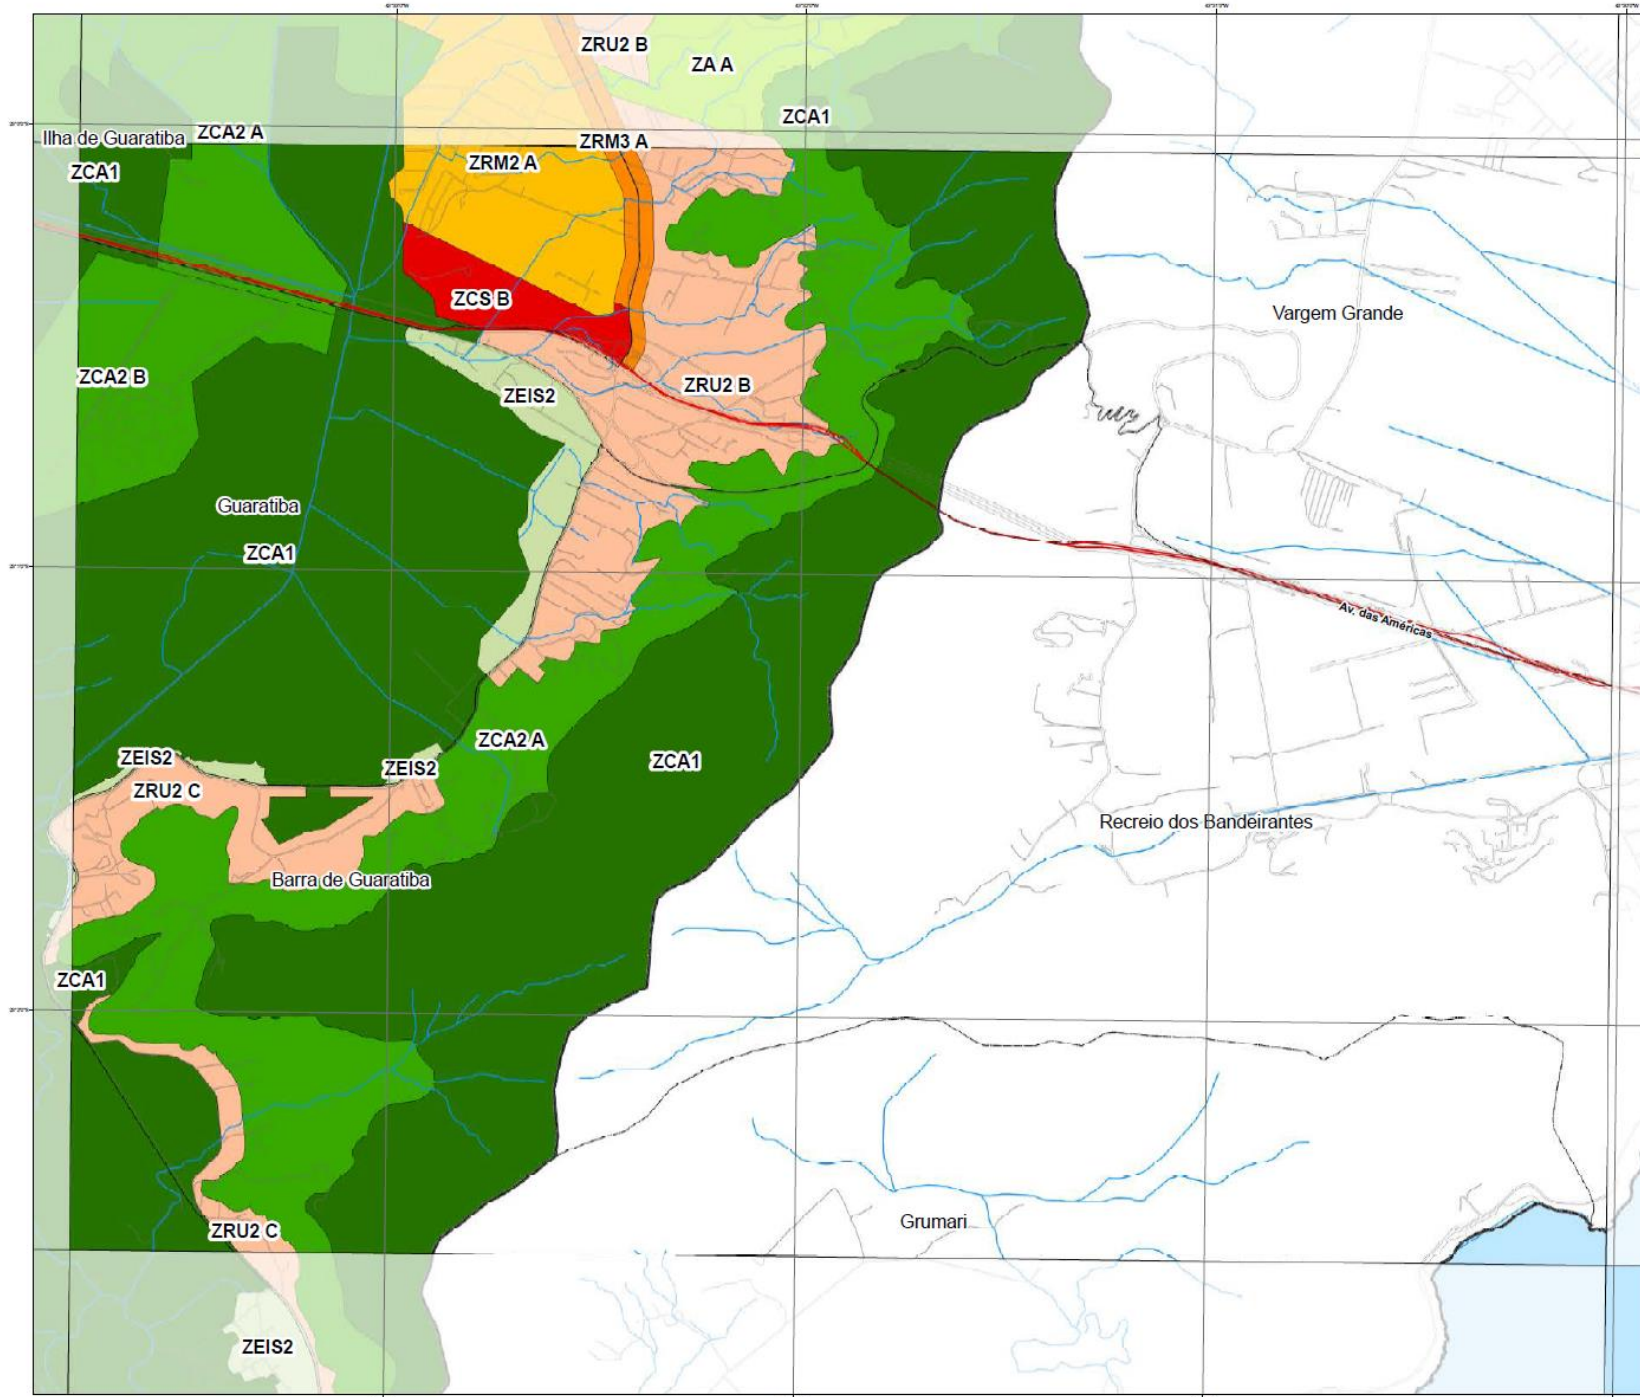 ZRU2 B
ZA A
ZCA1
ZCA2 A
Ilha de Guaratiba
ZRM3 A
ZRM2 A
ZCA1
ZCS B
Vargem Grande
ZCA2 B
ZRU2 B
ZEIS2
Guaratiba
ZCA1
Av. das Américas
ZCA2 A
ZEIS2
ZCA1
ZEIS2
ZRU2 C
Recreio dos Bandeirantes
Barra de Guaratiba
ZCA1
Grumari
ZRU2 C
ZEIS2